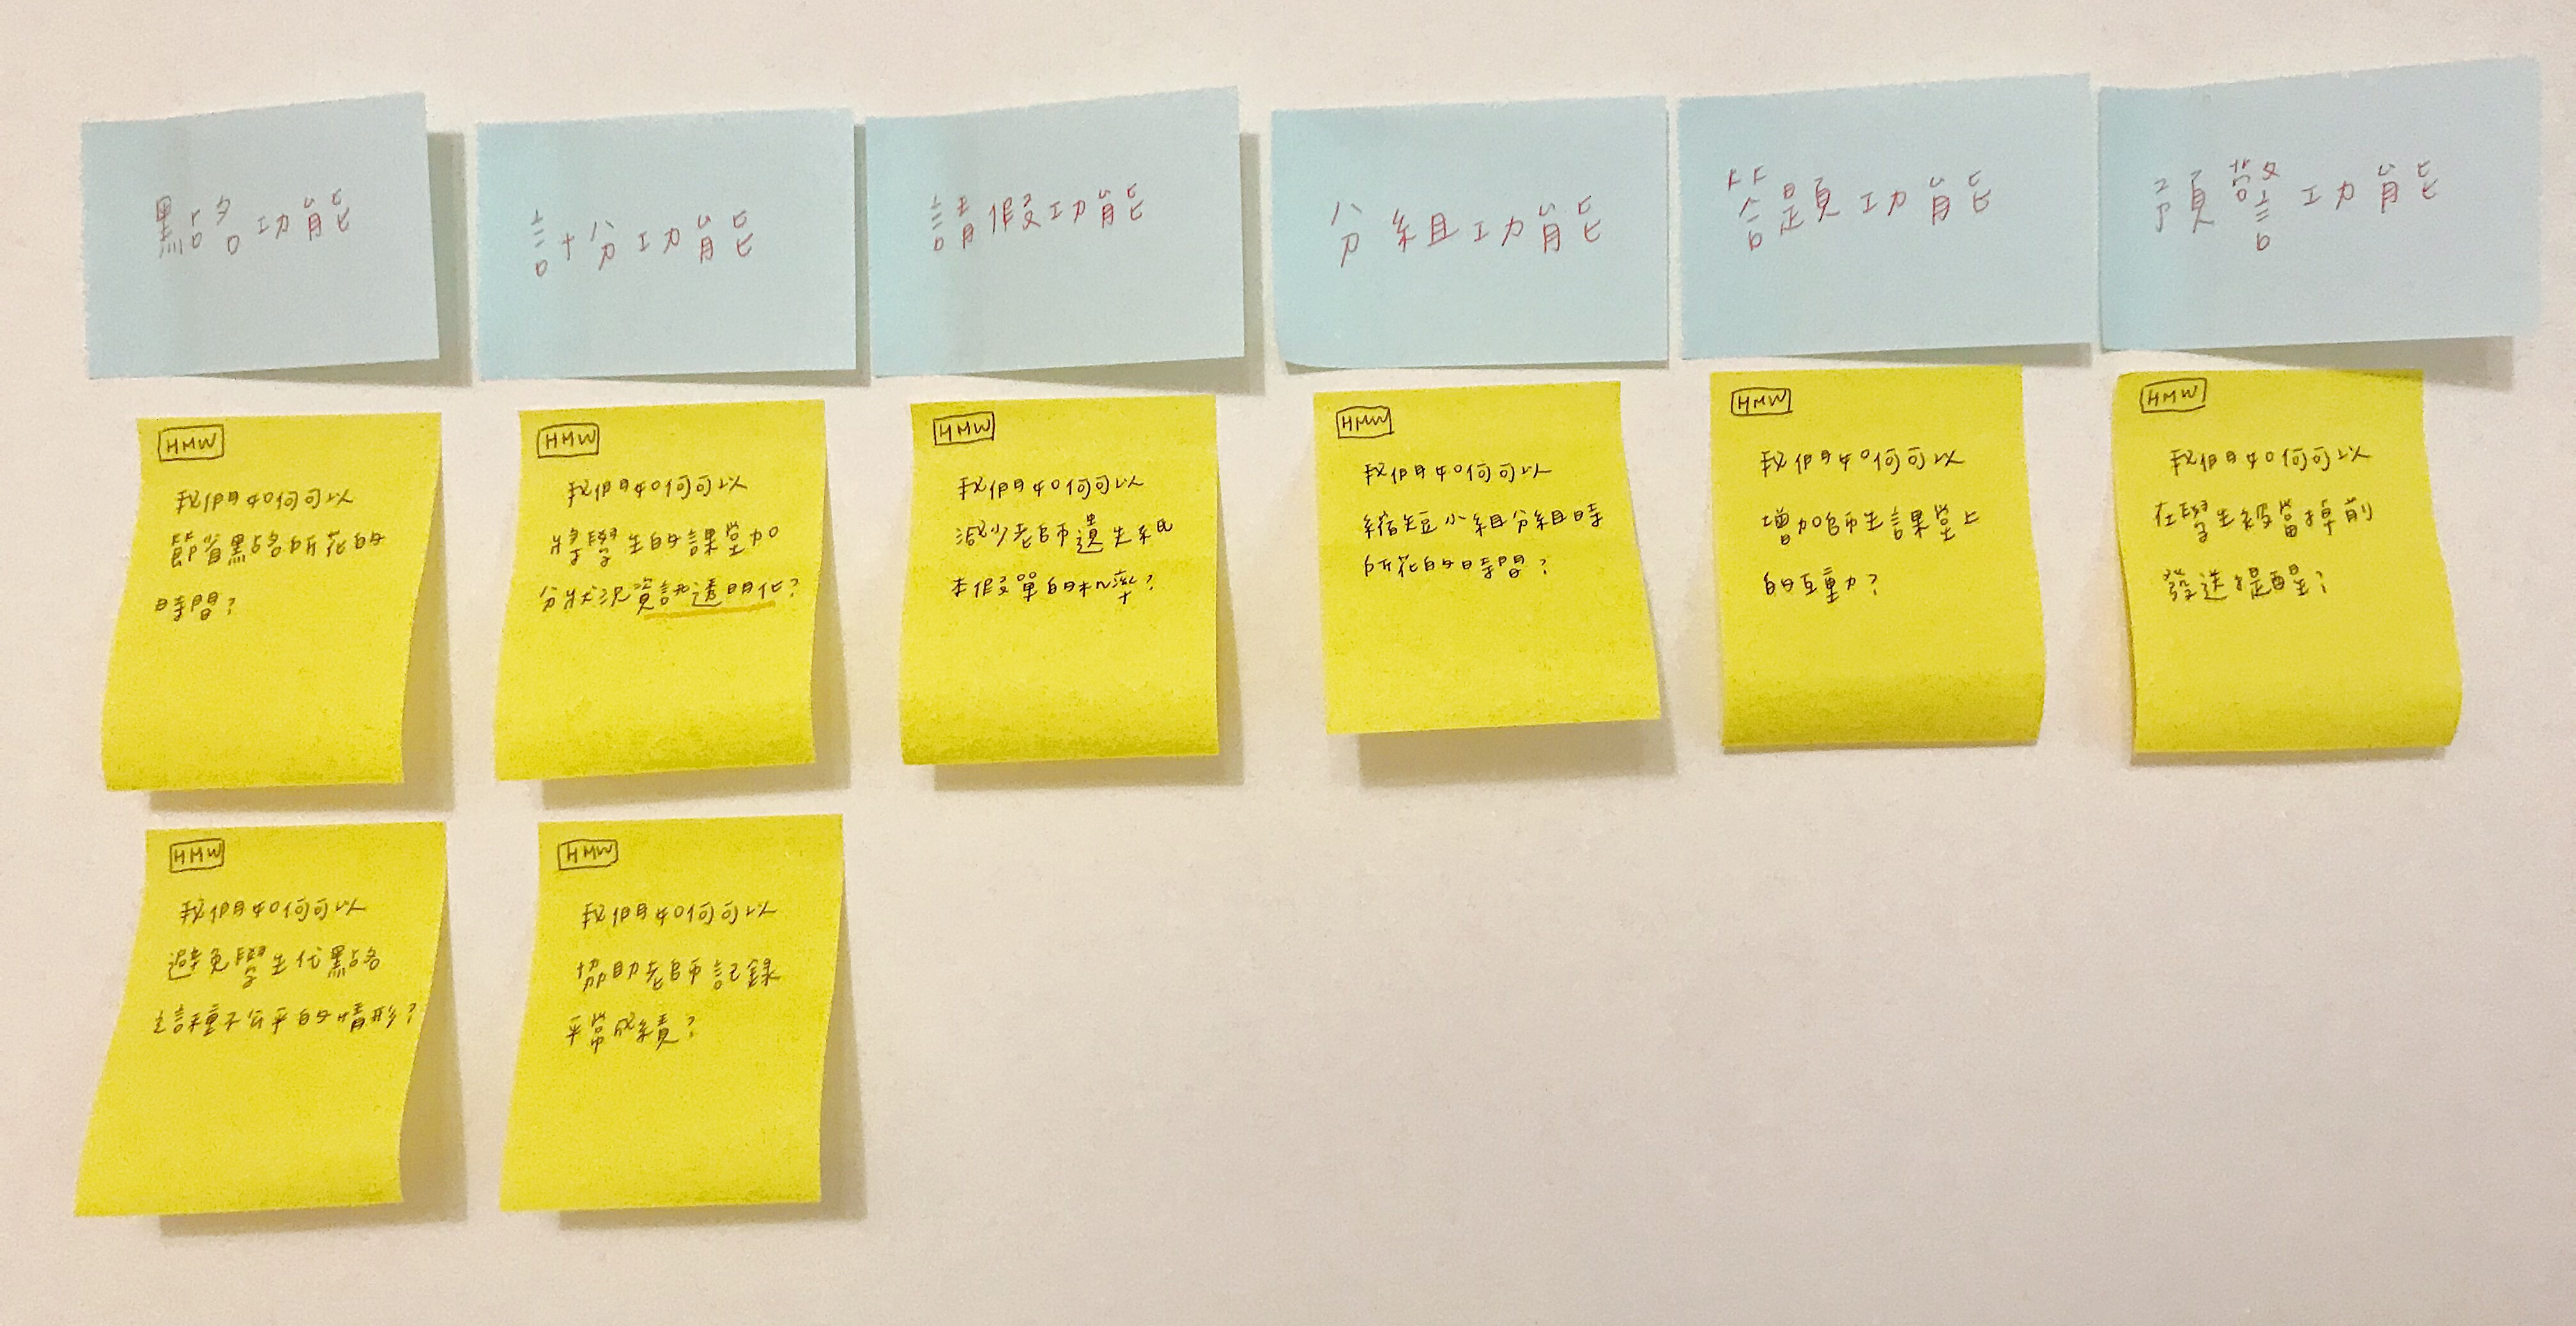 點名功能
計分功能
請假功能
分組功能
答題功能
預警功能
HMW
我們如何可以
節省點名所花的
時間?
HMW
我們如何可以
將學生的課堂加
分狀況資訊透明化?
HMW
我們如何可以
減少老師遺失紙
本假單的机率?
HMW
我們如何可以
縮短小組分組時
所花的時間?
HMW
我們如何可以
增加師生課堂上
的互動?
HMW
我們如何可以
在學生被當掉前
發送提醒?
HMW
我們如何可以
避免學生代點名
這種不公平的情形?
HMW
我們如何可以
協助老師記錄
平常成績?